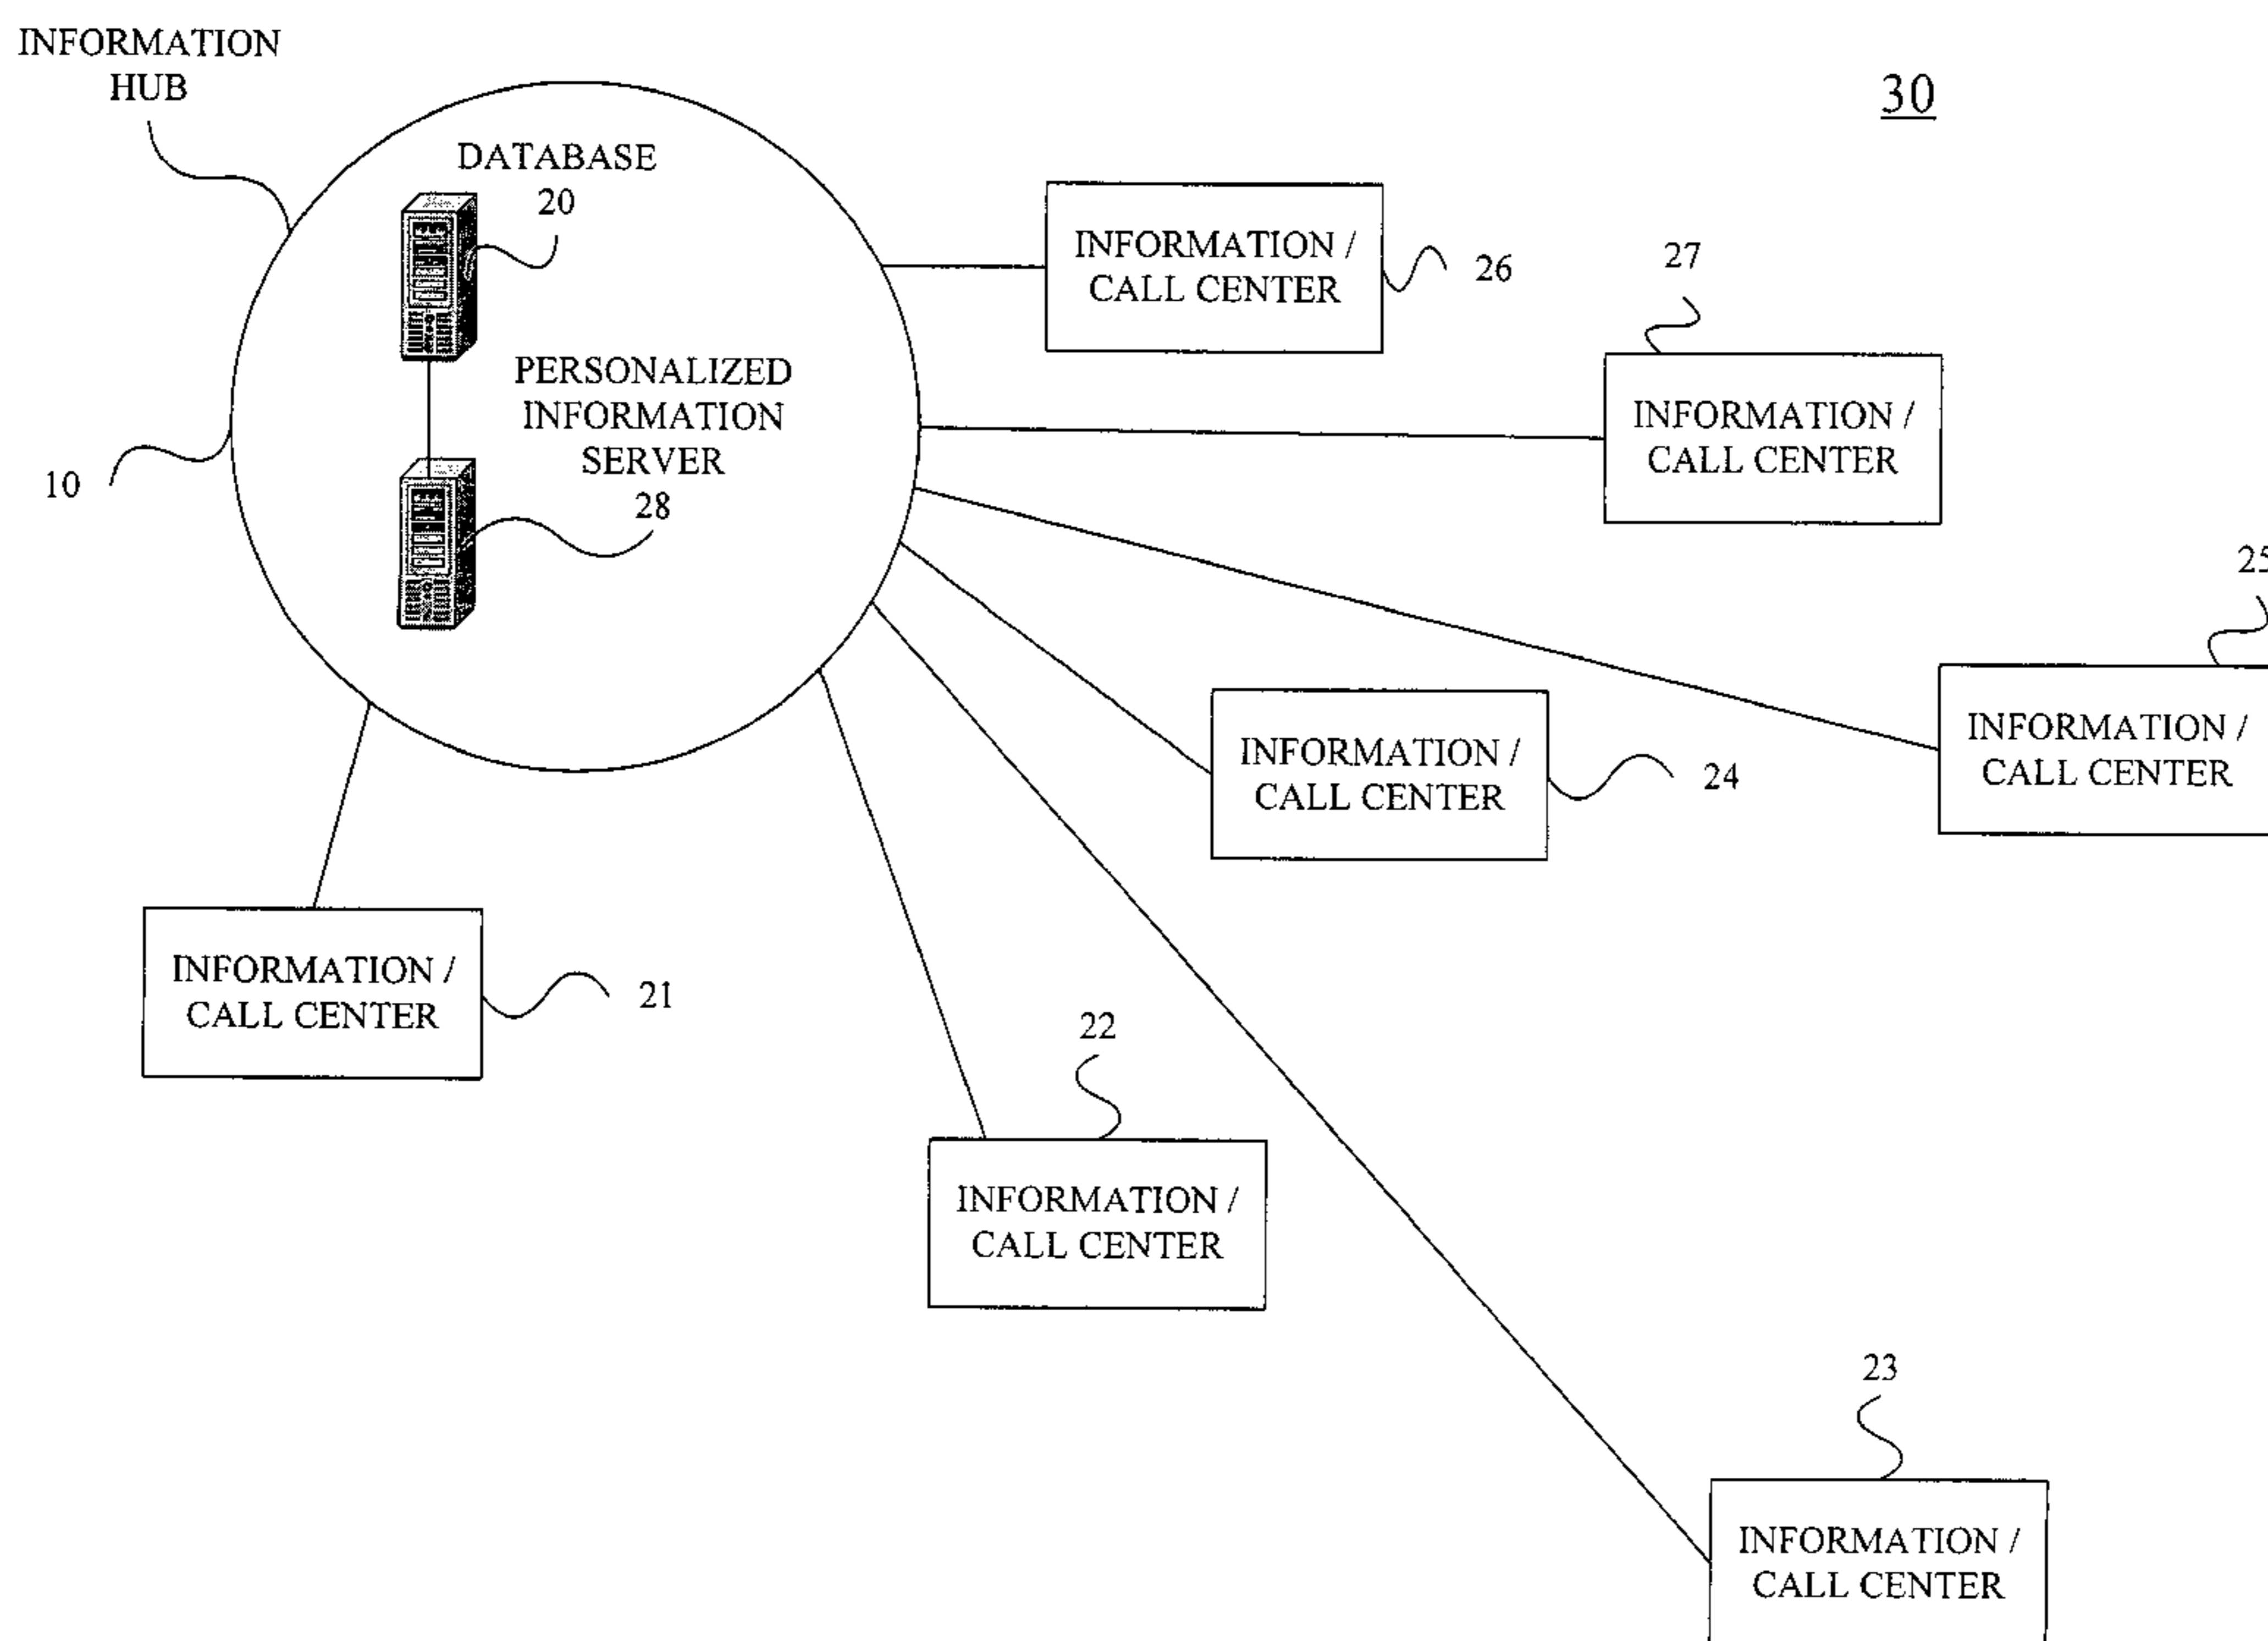 INFORMATION
HUB
30
DATABASE
20
INFORMATION /
CALL CENTER
26
27
PERSONALIZED
INFORMATION
SERVER
28
INFORMATION /
CALL CENTER
10
25
INFORMATION /
CALL CENTER
INFORMATION /
CALL CENTER
24
INFORMATION /
CALL CENTER
21
22
INFORMATION /
CALL CENTER
23
INFORMATION /
CALL CENTER